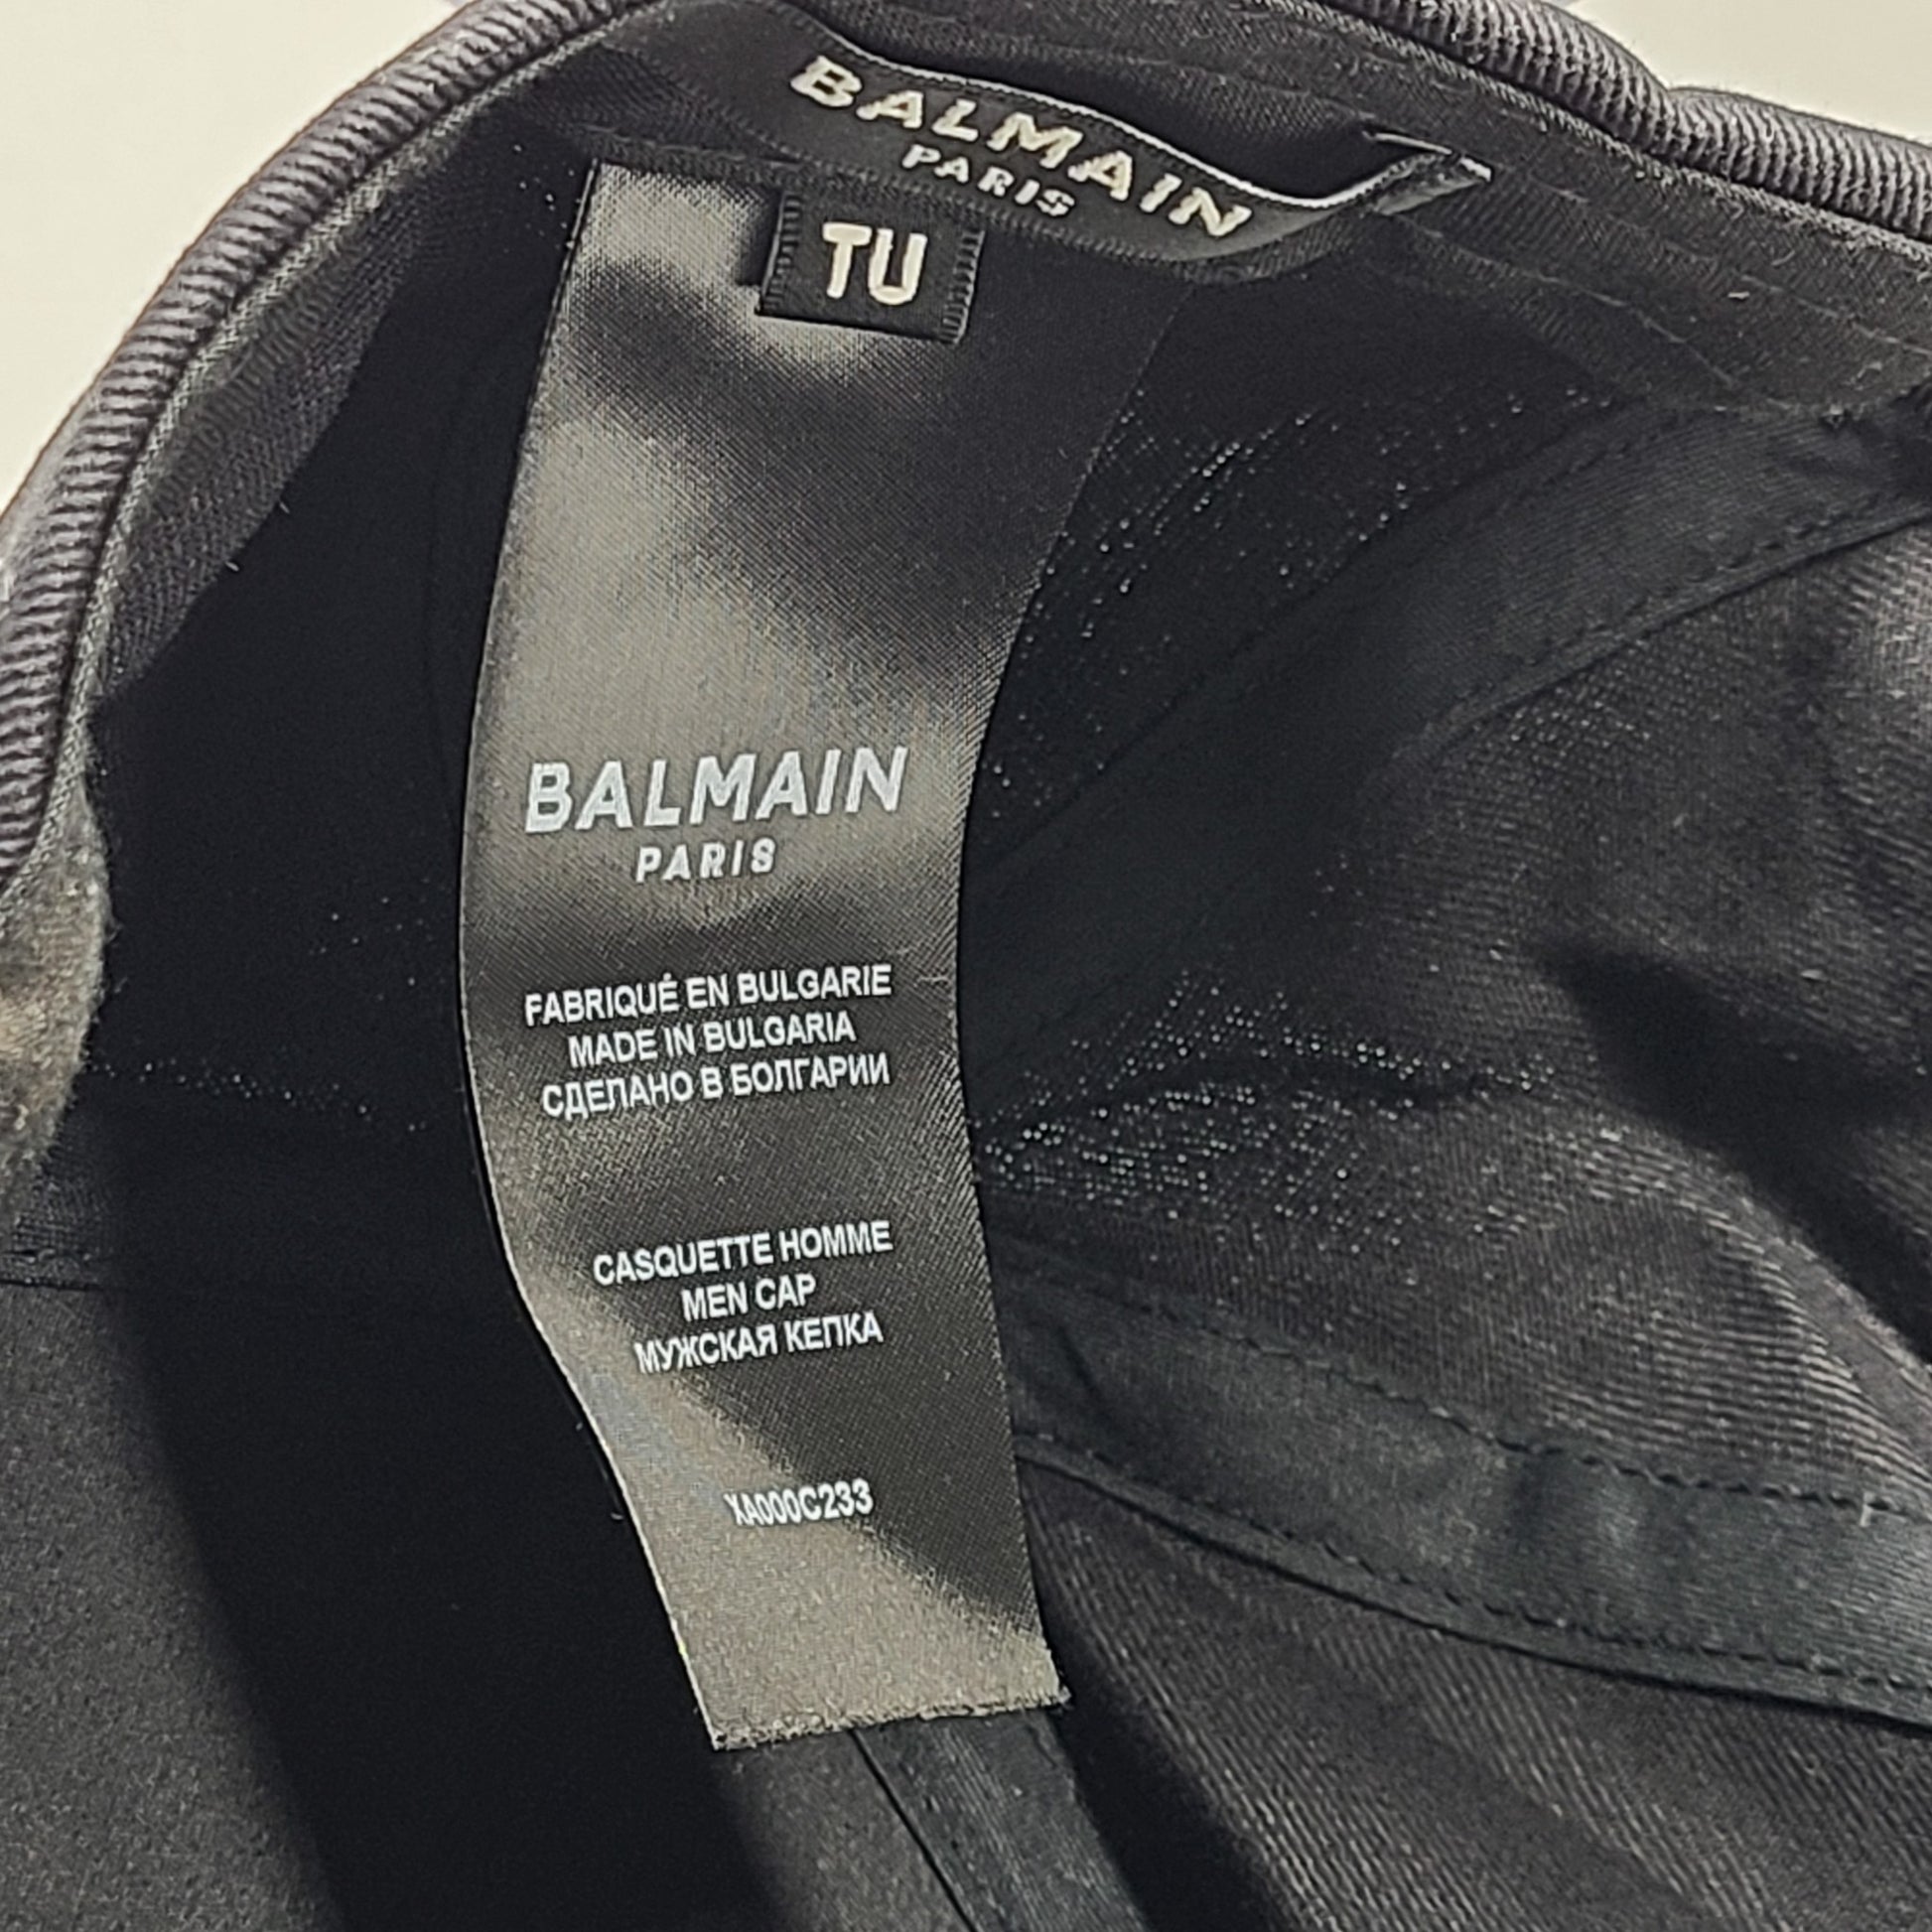 BALMAIN
PARIS
TU
BALMAIN
PARIS
FABRIQUÉ EN BULGARIE
MADE IN BULGARIA
СДЕЛАНО В БОЛГАРИИ
CASQUETTE HOMME
MEN CAP
МУЖСКАЯ КЕПКА
XA000C233